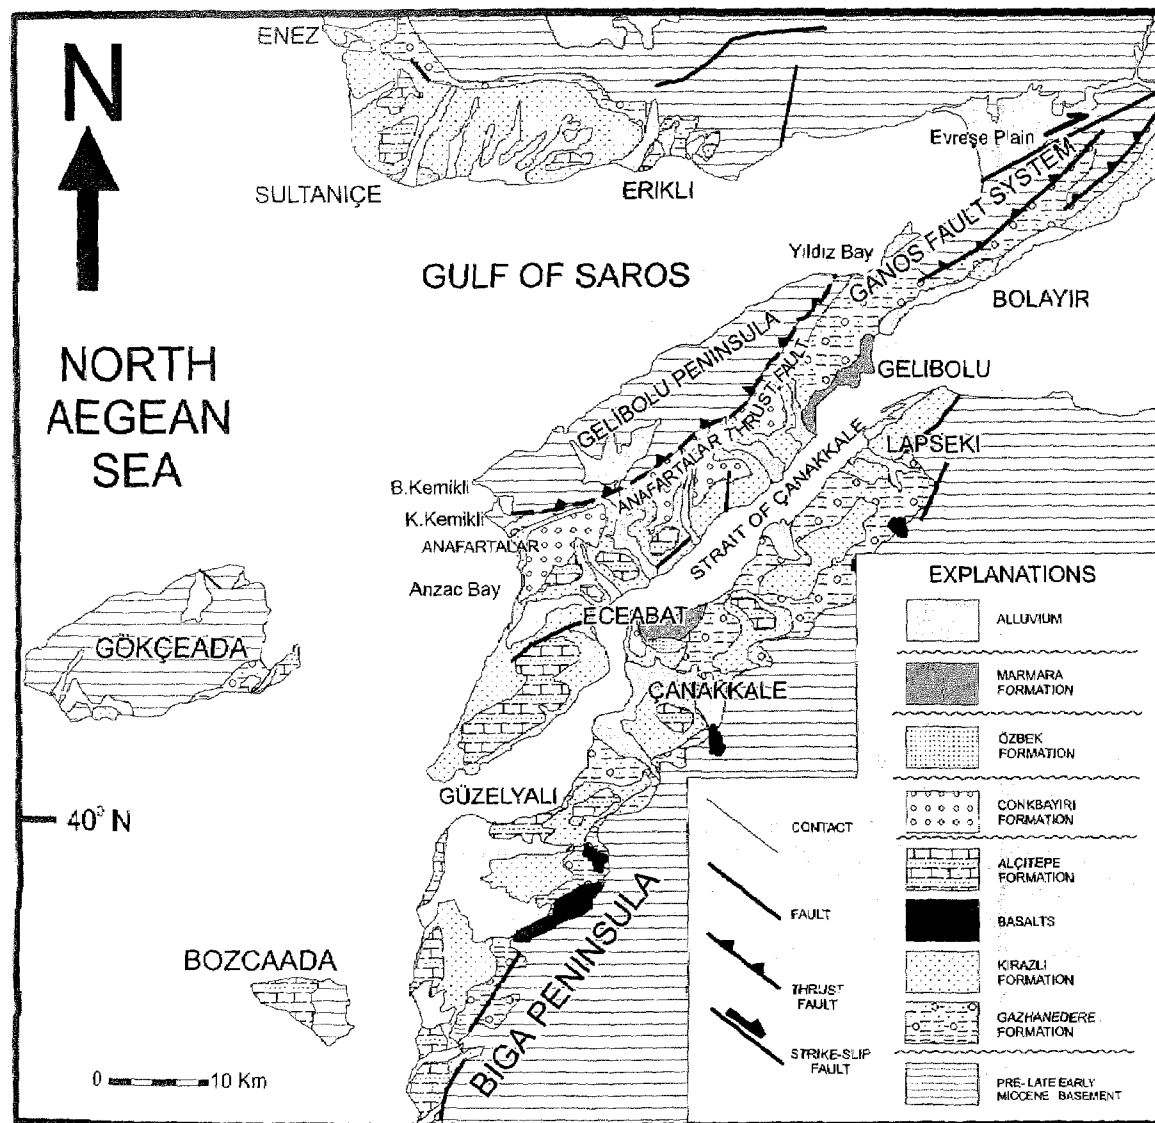 N
ENEZ
SULTANIÇE
ERIKLI
Evreşe Plain
GANOS FAULT SYSTEM
Yıldız Bay
GULF OF SAROS
BOLAYIR
NORTH
AEGEAN
SEA
GELIBOLU PENINSULA
GELIBOLU
ANAFARTALAR THRUST FAULT
LAPSEKI
STRAIT OF ÇANAKKALE
B.Kemikli
K.Kemikli
ANAFARTALAR
Anzac Bay
ECEABAT
GÖKÇEADA
ÇANAKKALE
GÜZELYALI
40° N
BIGA PENINSULA
BOZCAADA
0 10 Km
EXPLANATIONS
ALLUVIUM
MARMARA
FORMATION
ÖZBEK
FORMATION
CONKBAYIRI
FORMATION
ALÇITEPE
FORMATION
BASALTS
KIRAZLI
FORMATION
GAZHANEDERE
FORMATION
PRE-LATE EARLY
MIOCENE BASEMENT
CONTACT
FAULT
THRUST
FAULT
STRIKE-SLIP
FAULT